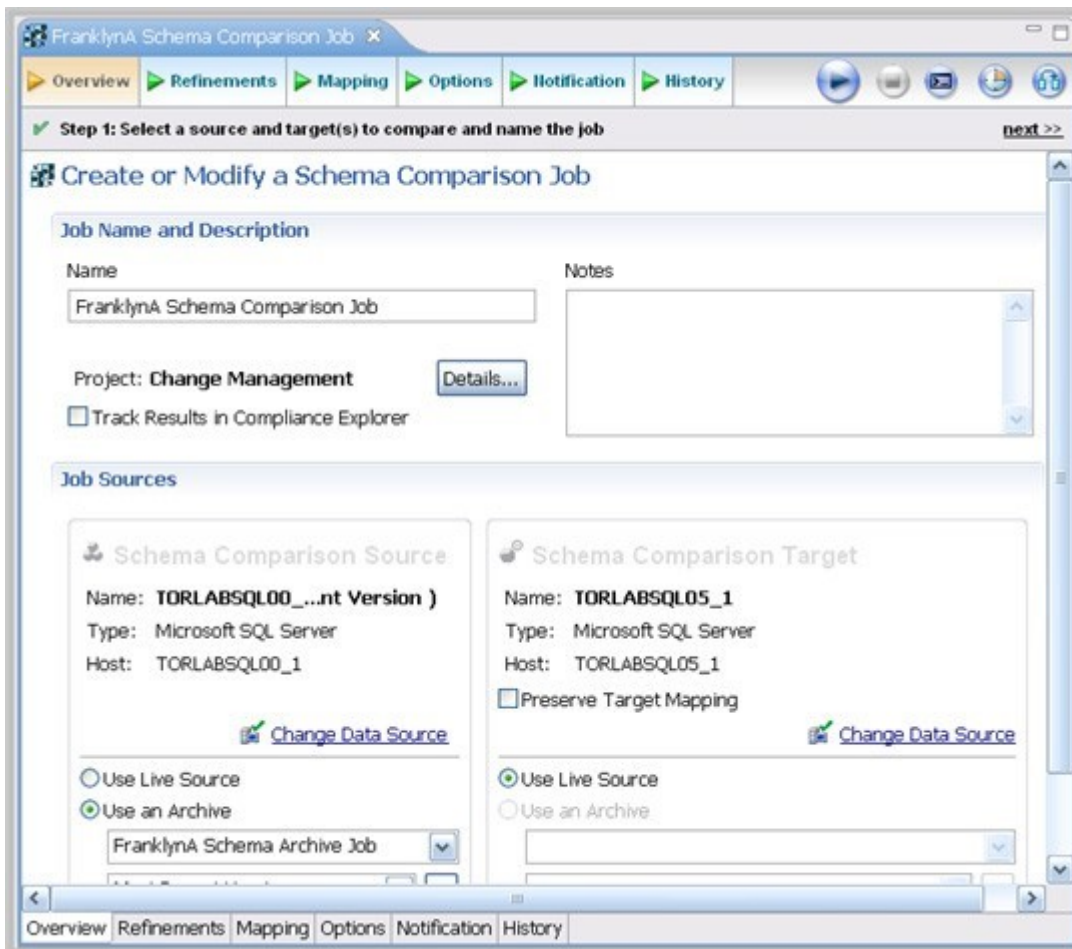 FranklynA Schema Comparison Job
Overview Refinements Mapping Options Notification History
Step 1: Select a source and target(s) to compare and name the job next >>
Create or Modify a Schema Comparison Job
Job Name and Description
Name Notes
FranklynA Schema Comparison Job
Project: Change Management Details...
Track Results in Compliance Explorer
Job Sources
Schema Comparison Source
Name: TORLABSQL00_...nt Version )
Type: Microsoft SQL Server
Host: TORLABSQL00_1
Change Data Source
Use Live Source
Use an Archive
FranklynA Schema Archive Job
Schema Comparison Target
Name: TORLABSQL05_1
Type: Microsoft SQL Server
Host: TORLABSQL05_1
Preserve Target Mapping
Change Data Source
Use Live Source
Use an Archive
Overview Refinements Mapping Options Notification History